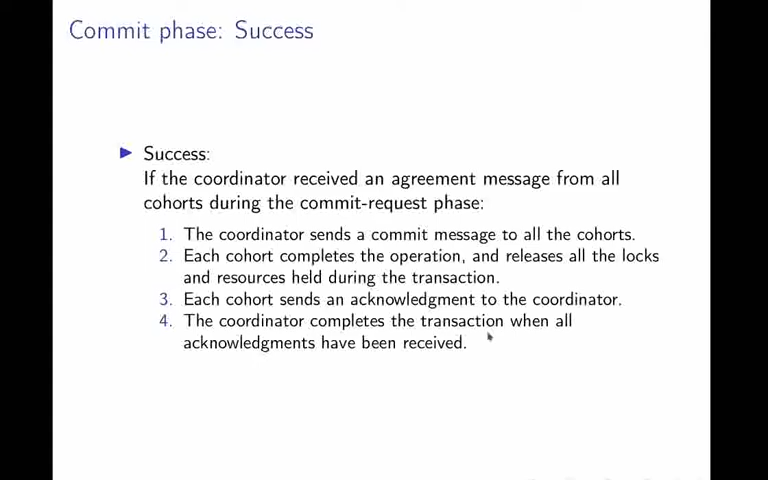 Commit phase: Success
Success:
If the coordinator received an agreement message from all
cohorts during the commit-request phase:
1. The coordinator sends a commit message to all the cohorts.
2. Each cohort completes the operation, and releases all the locks
and resources held during the transaction.
3. Each cohort sends an acknowledgment to the coordinator.
4. The coordinator completes the transaction when all
acknowledgments have been received.